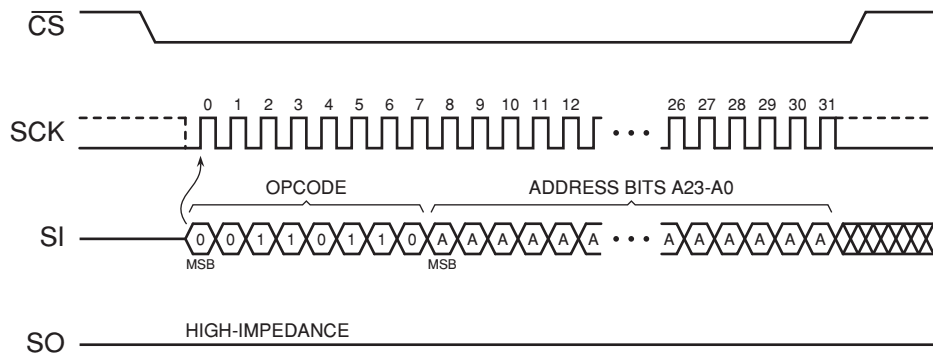 CS
0 1 2 3 4 5 6 7 8 9 10 11 12 26 27 28 29 30 31
SCK
OPCODE ADDRESS BITS A23-A0
SI 0 0 1 1 0 1 1 0 A A A A A A A A A A A A
MSB MSB
HIGH-IMPEDANCE
SO